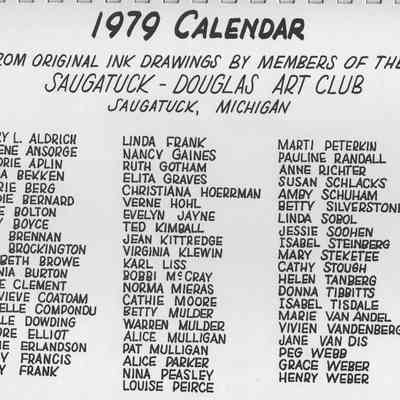 1979 CALENDAR
FROM ORIGINAL INK DRAWINGS BY MEMBERS OF THE
SAUGATUCK - DOUGLAS ART CLUB
SAUGATUCK, MICHIGAN
L. ALDRICH
ANSORGE
APLIN
BEKKEN
BERG
BERNARD
BOLTON
BOYCE
BRENNAN
BROCKINGTON
BROWE
BURTON
CLEMENT
COATOAM
COMPONDU
DOWDING
ELLIOT
ERLANDSON
FRANCIS
FRANK
LINDA FRANK
NANCY GAINES
RUTH GOTHAM
ELITA GRAVES
CHRISTIANA HOERRMAN
VERNE HOHL
EVELYN JAYNE
TED KIMBALL
JEAN KITTREDGE
VIRGINIA KLEWIN
KARL LISS
BOBBI MCCRAY
NORMA MIERAS
CATHIE MOORE
BETTY MULDER
WARREN MULDER
ALICE MULLIGAN
PAT MULLIGAN
ALICE PARKER
NINA PEASLEY
LOUISE PEIRCE
MARTI PETERKIN
PAULINE RANDALL
ANNE RICHTER
SUSAN SCHLACKS
AMBY SCHUHAM
BETTY SILVERSTONE
LINDA SOBOL
JESSIE SOOHEN
ISABEL STEINBERG
MARY STEKETEE
CATHY STOUGH
HELEN TANBERG
DONNA TIBBITTS
ISABEL TISDALE
MARIE VAN ANDEL
VIVIEN VANDENBERG
JANE VAN DIS
PEG WEBB
GRACE WEBER
HENRY WEBER